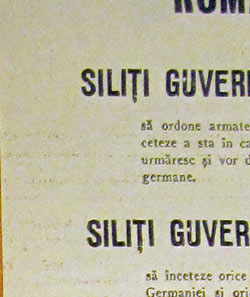 ROMÂ
SILIȚI GUVER
să ordone armate
ceteze a sta în ca
urmăresc și vor d
germane.
SILIȚI GUVER
să înceteze orice
Germaniei și ori